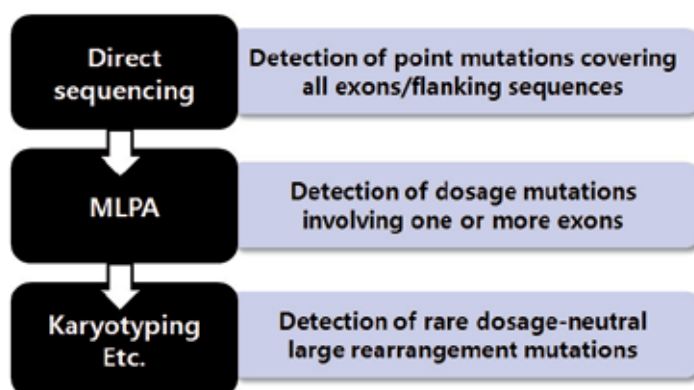 Direct
sequencing
Detection of point mutations covering
all exons/flanking sequences
MLPA
Detection of dosage mutations
involving one or more exons
Karyotyping
Etc.
Detection of rare dosage-neutral
large rearrangement mutations